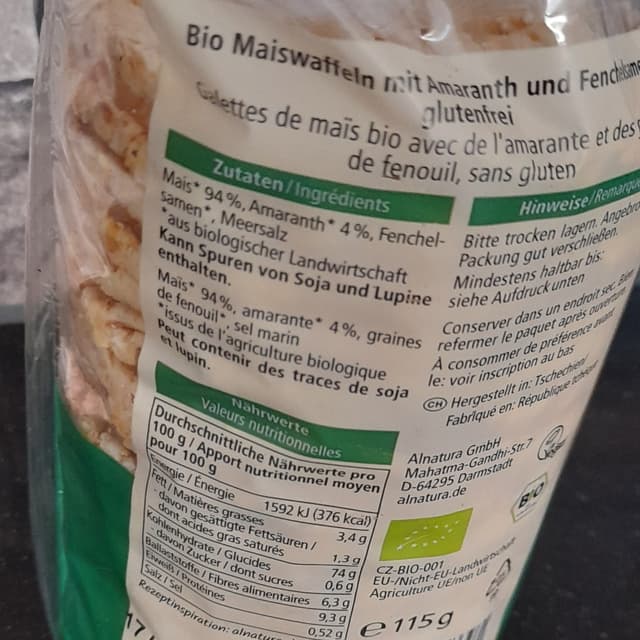 Bio Maiswaffeln mit Amaranth und
glutenfrei
Galettes de maïs bio avec de l'amarante et des
de fenouil, sans gluten
Zutaten/Ingrédients
Mais* 94 %, Amaranth* 4 %, Fenchel-
samen*, Meersalz
*aus biologischer Landwirtschaft
Kann Spuren von Soja und Lupine
enthalten.
Maïs* 94%, amarante* 4 %, graines
de fenouil*, sel marin
*issus de l'agriculture biologique
Peut contenir des traces de soja
et lupin.
Nährwerte
Valeurs nutritionnelles
Durchschnittliche Nährwerte pro
100 g / Apport nutritionnel moyen
pour 100 g
Energie / Énergie 1592 kJ (376 kcal)
Fett / Matières grasses 3,4 g
davon gesättigte Fettsäuren /
dont acides gras saturés 1,3 g
Kohlenhydrate / Glucides 74 g
davon Zucker / dont sucres 0,6 g
Ballaststoffe / Fibres alimentaires 6,3 g
Eiweiß / Protéines 9,3 g
Salz / Sel 0,52 g
Rezeptinspiration:
17
Hinweise/Remarques
Bitte trocken lagern.
Packung gut verschließen.
Mindestens haltbar bis:
siehe Aufdruck unten
Conserver dans un endroit sec. Bien
refermer le paquet après ouverture.
À consommer de préférence avant
le: voir inscription au bas
CH Hergestellt in: Tschechien/
Fabriqué en: République tchèque
Alnatura GmbH
Mahatma-Gandhi-Str.7
D-64295 Darmstadt
alnatura.de
BIO
CZ-BIO-001
EU-/Nicht-EU-Landwirtschaft
Agriculture UE/non UE
e 115 g